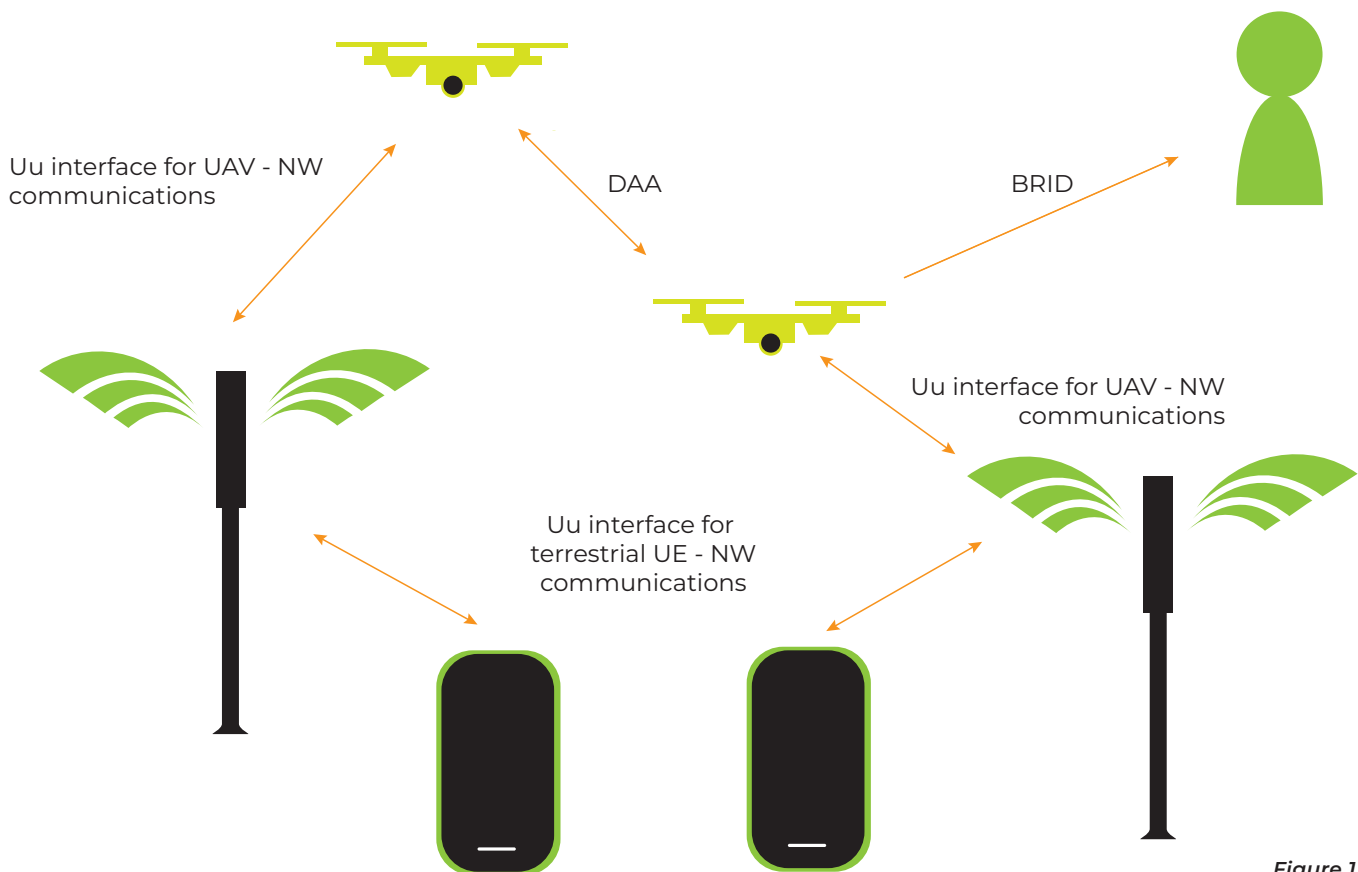 Uu interface for UAV - NW
communications
DAA
BRID
Uu interface for UAV - NW
communications
Uu interface for
terrestrial UE - NW
communications
Figure 1